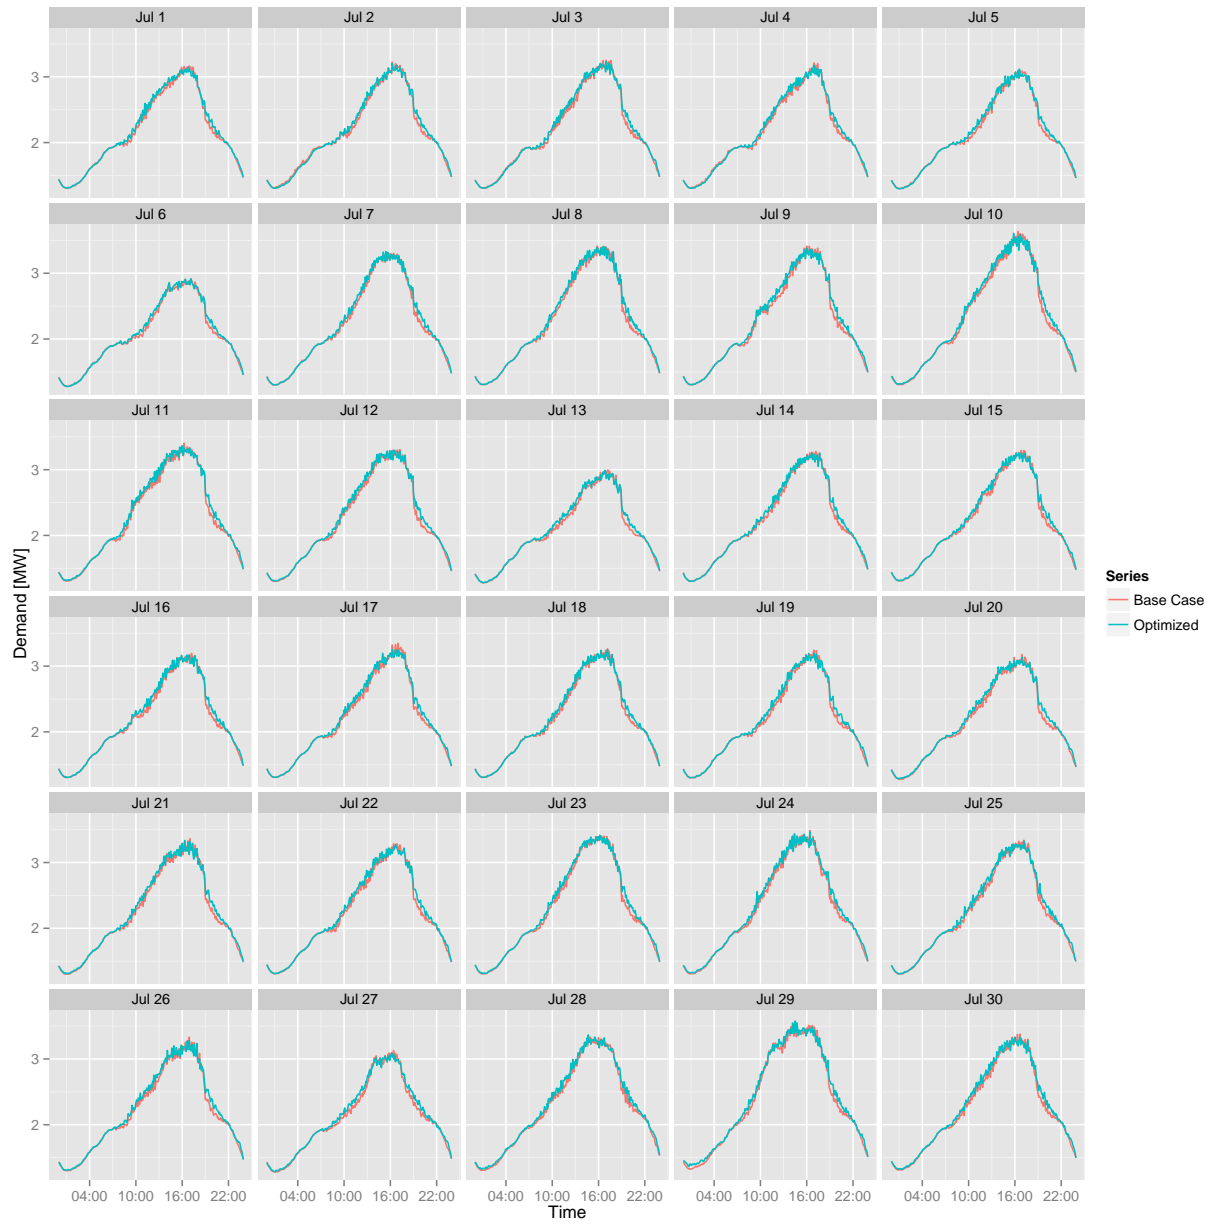 Jul 1 Jul 2 Jul 3 Jul 4 Jul 5
3
2
Jul 6 Jul 7 Jul 8 Jul 9 Jul 10
3
2
Jul 11 Jul 12 Jul 13 Jul 14 Jul 15
3
2
Demand [MW]
Series
Base Case
Optimized
Jul 16 Jul 17 Jul 18 Jul 19 Jul 20
3
2
Jul 21 Jul 22 Jul 23 Jul 24 Jul 25
3
2
Jul 26 Jul 27 Jul 28 Jul 29 Jul 30
3
2
04:00 10:00 16:00 22:00 04:00 10:00 16:00 22:00 04:00 10:00 16:00 22:00 04:00 10:00 16:00 22:00 04:00 10:00 16:00 22:00
Time